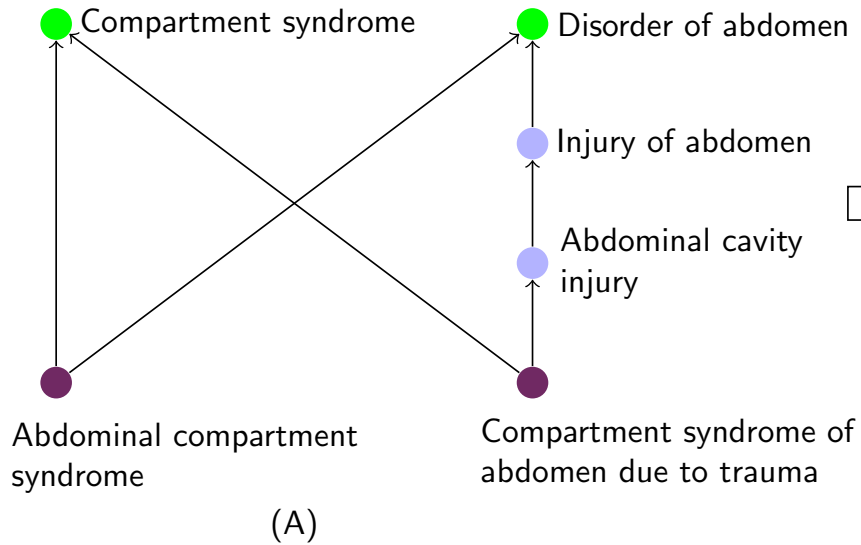 Compartment syndrome
Disorder of abdomen
Injury of abdomen
Abdominal cavity
injury
Abdominal compartment
syndrome
Compartment syndrome of
abdomen due to trauma
(A)